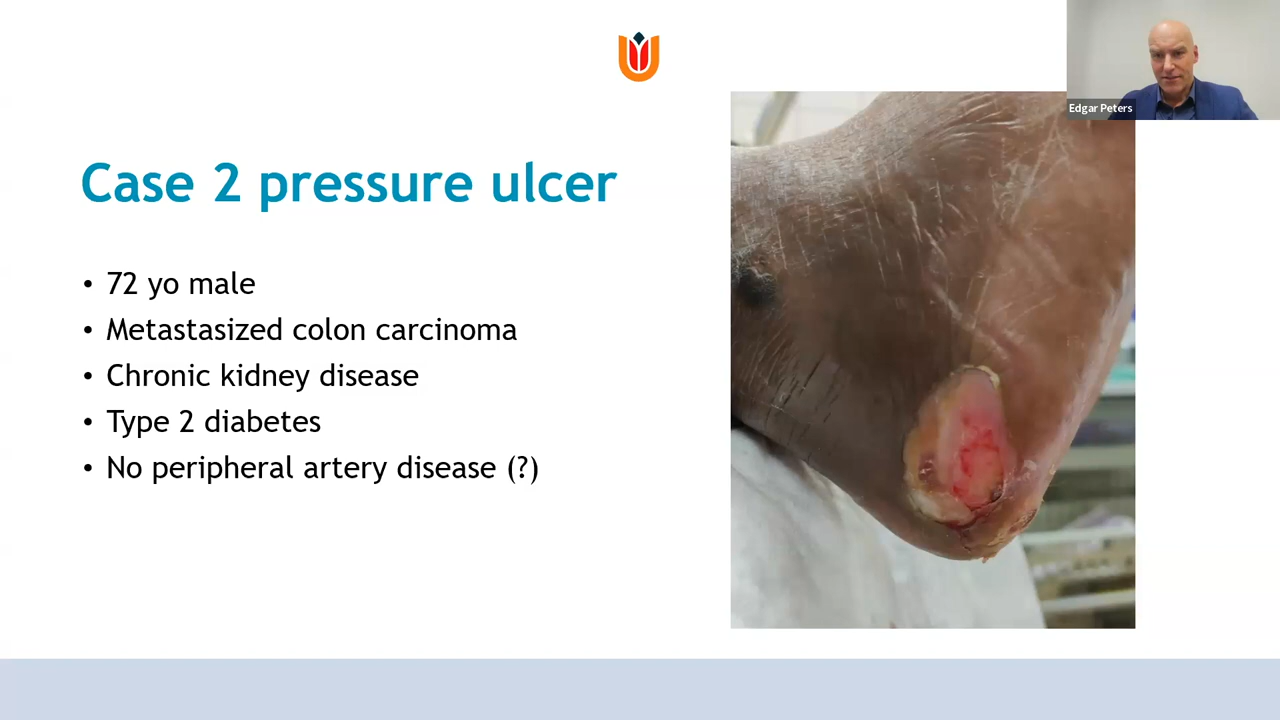 Edgar Peters
Case 2 pressure ulcer
• 72 yo male
• Metastasized colon carcinoma
• Chronic kidney disease
• Type 2 diabetes
• No peripheral artery disease (?)